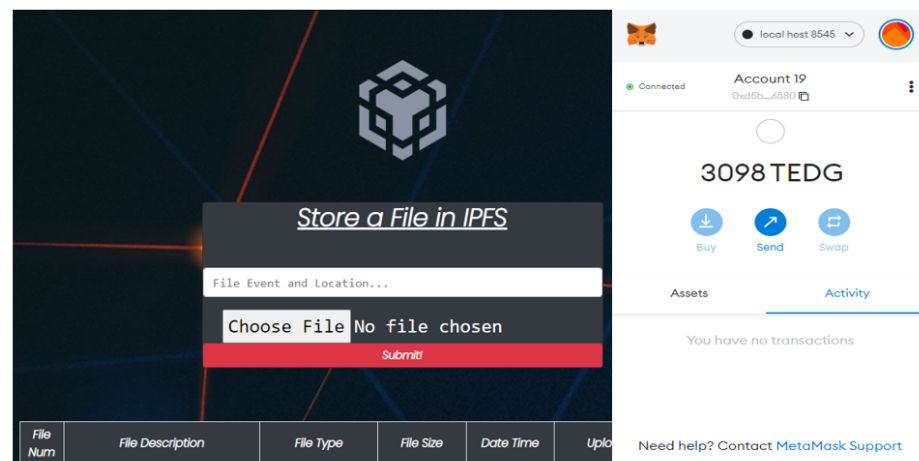 Store a File in IPFS
File Event and Location...
Choose File No file chosen
Submit!
File Num
File Description
File Type
File Size
Date Time
Uplo
local host 8545
Connected
Account 19
0xd5b...6580
3098 TEDG
Buy
Send
Swap
Assets
Activity
You have no transactions
Need help? Contact MetaMask Support